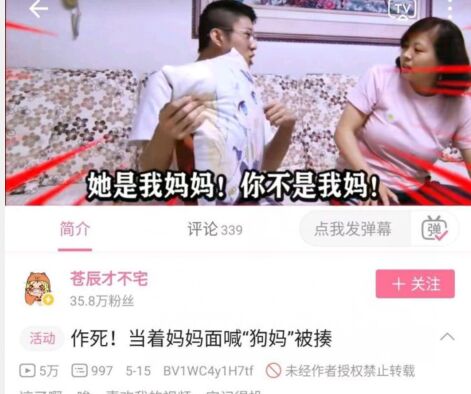 TV
她是我妈妈！你不是我妈！
简介
评论 339
点我发弹幕
弹
苍辰才不宅
35.8万粉丝
＋ 关注
活动 作死！当着妈妈面喊“狗妈”被揍
5万 997 5-15 BV1WC4y1H7tf 未经作者授权禁止转载